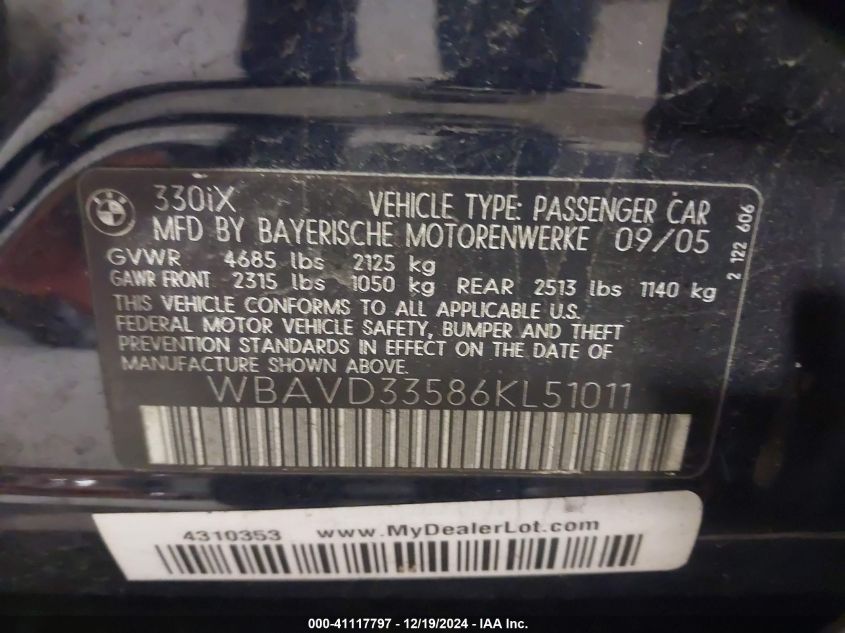 BMW
330iX VEHICLE TYPE: PASSENGER CAR
MFD BY BAYERISCHE MOTORENWERKE 09/05
GVWR 4685 lbs 2125 kg
GAWR FRONT 2315 lbs 1050 kg REAR 2513 lbs 1140 kg
THIS VEHICLE CONFORMS TO ALL APPLICABLE U.S.
FEDERAL MOTOR VEHICLE SAFETY, BUMPER AND THEFT
PREVENTION STANDARDS IN EFFECT ON THE DATE OF
MANUFACTURE SHOWN ABOVE.
WBAVD33586KL51011
2 122 606
4310353 www.MyDealerLot.com
000-41117797 - 12/19/2024 - IAA Inc.